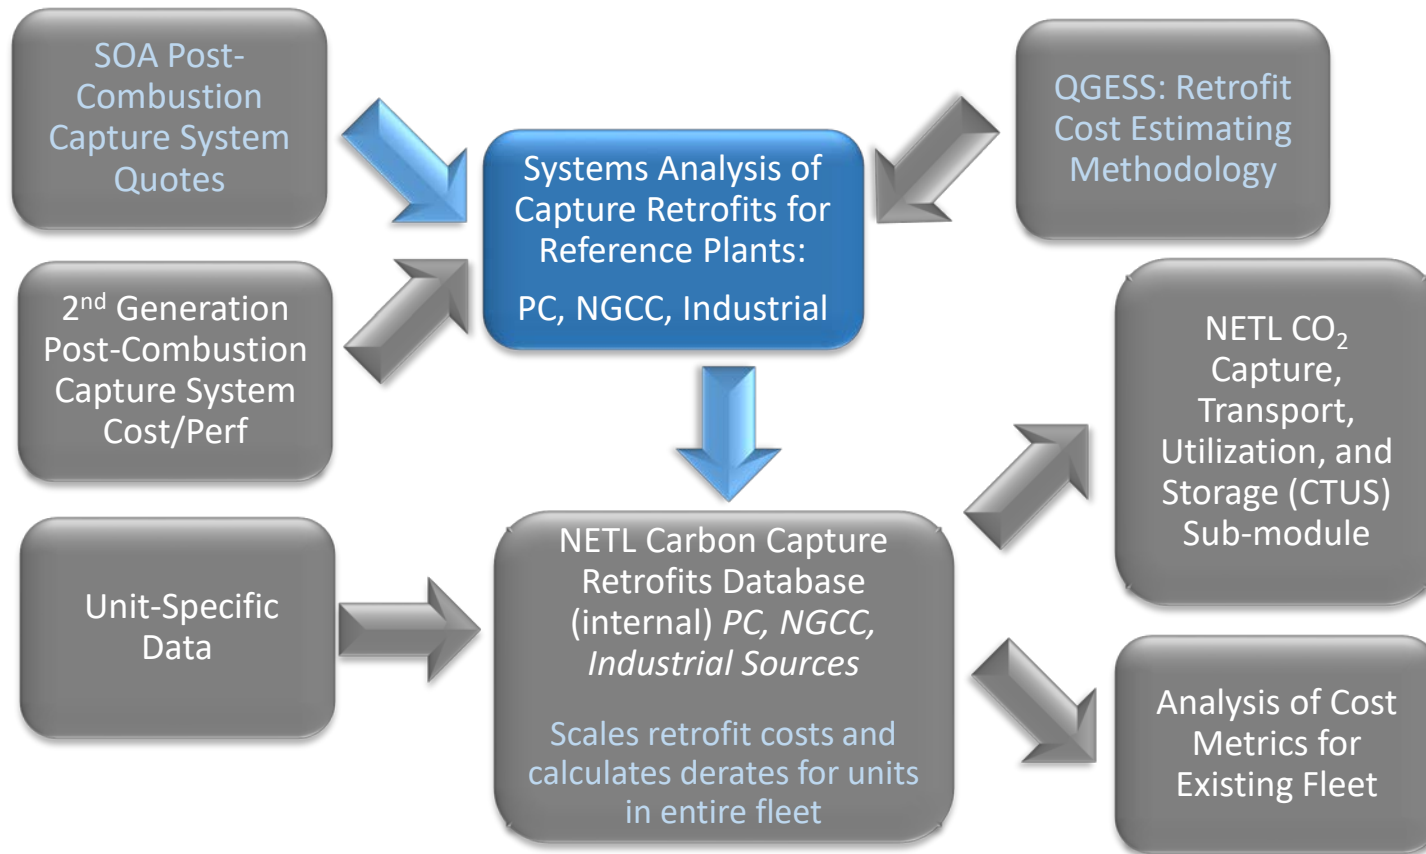 SOA Post-
Combustion
Capture System
Quotes
QGESS: Retrofit
Cost Estimating
Methodology
Systems Analysis of
Capture Retrofits for
Reference Plants:
PC, NGCC, Industrial
2nd Generation
Post-Combustion
Capture System
Cost/Perf
NETL CO2
Capture,
Transport,
Utilization, and
Storage (CTUS)
Sub-module
Unit-Specific
Data
NETL Carbon Capture
Retrofits Database
(internal) PC, NGCC,
Industrial Sources
Scales retrofit costs and
calculates derates for units
in entire fleet
Analysis of Cost
Metrics for
Existing Fleet